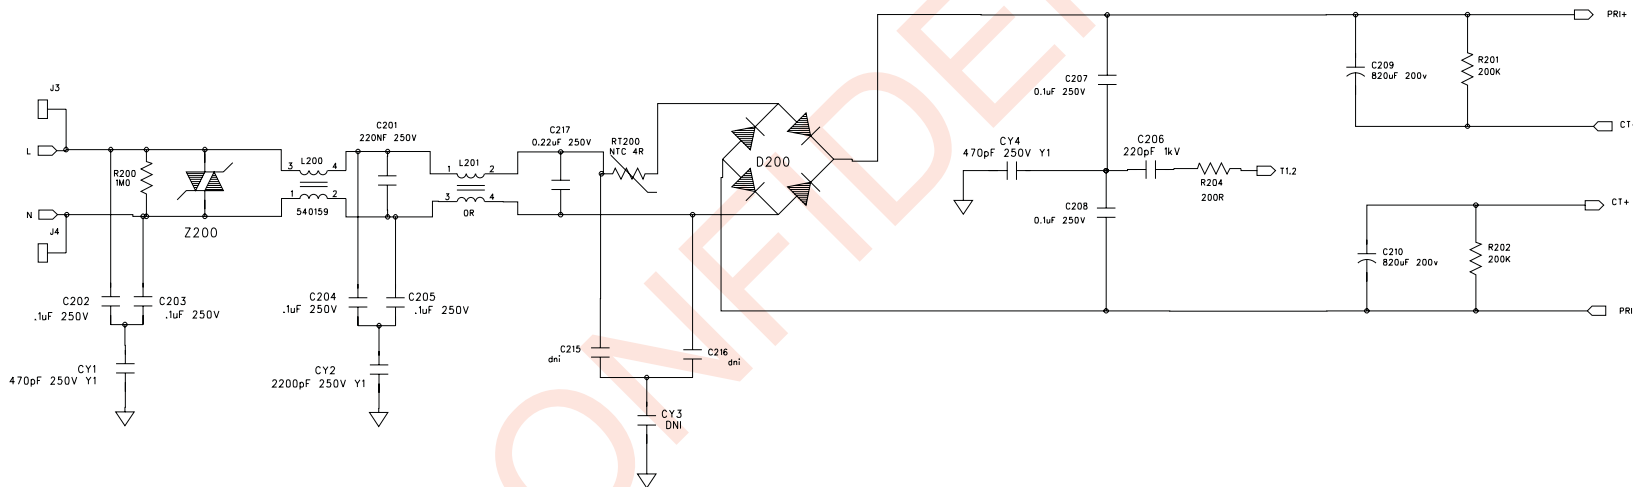 PRI+
J3
C209
820uF 200v
R201
200K
C207
0.1uF 250V
CT
L
R200
1M0
L200
3 4
1 2
540159
C201
220NF 250V
L201
1 2
3 4
0R
C217
0.22uF 250V
RT200
NTC 4R
D200
CY4
470pF 250V Y1
C206
220pF 1kV
R204
200R
T1.2
N
J4
Z200
C208
0.1uF 250V
CT+
C210
820uF 200v
R202
200K
C202
.1uF 250V
C203
.1uF 250V
C204
.1uF 250V
C205
.1uF 250V
PRI
C215
dni
C216
dni
CY1
470pF 250V Y1
CY2
2200pF 250V Y1
CY3
DNI
ONFIDE